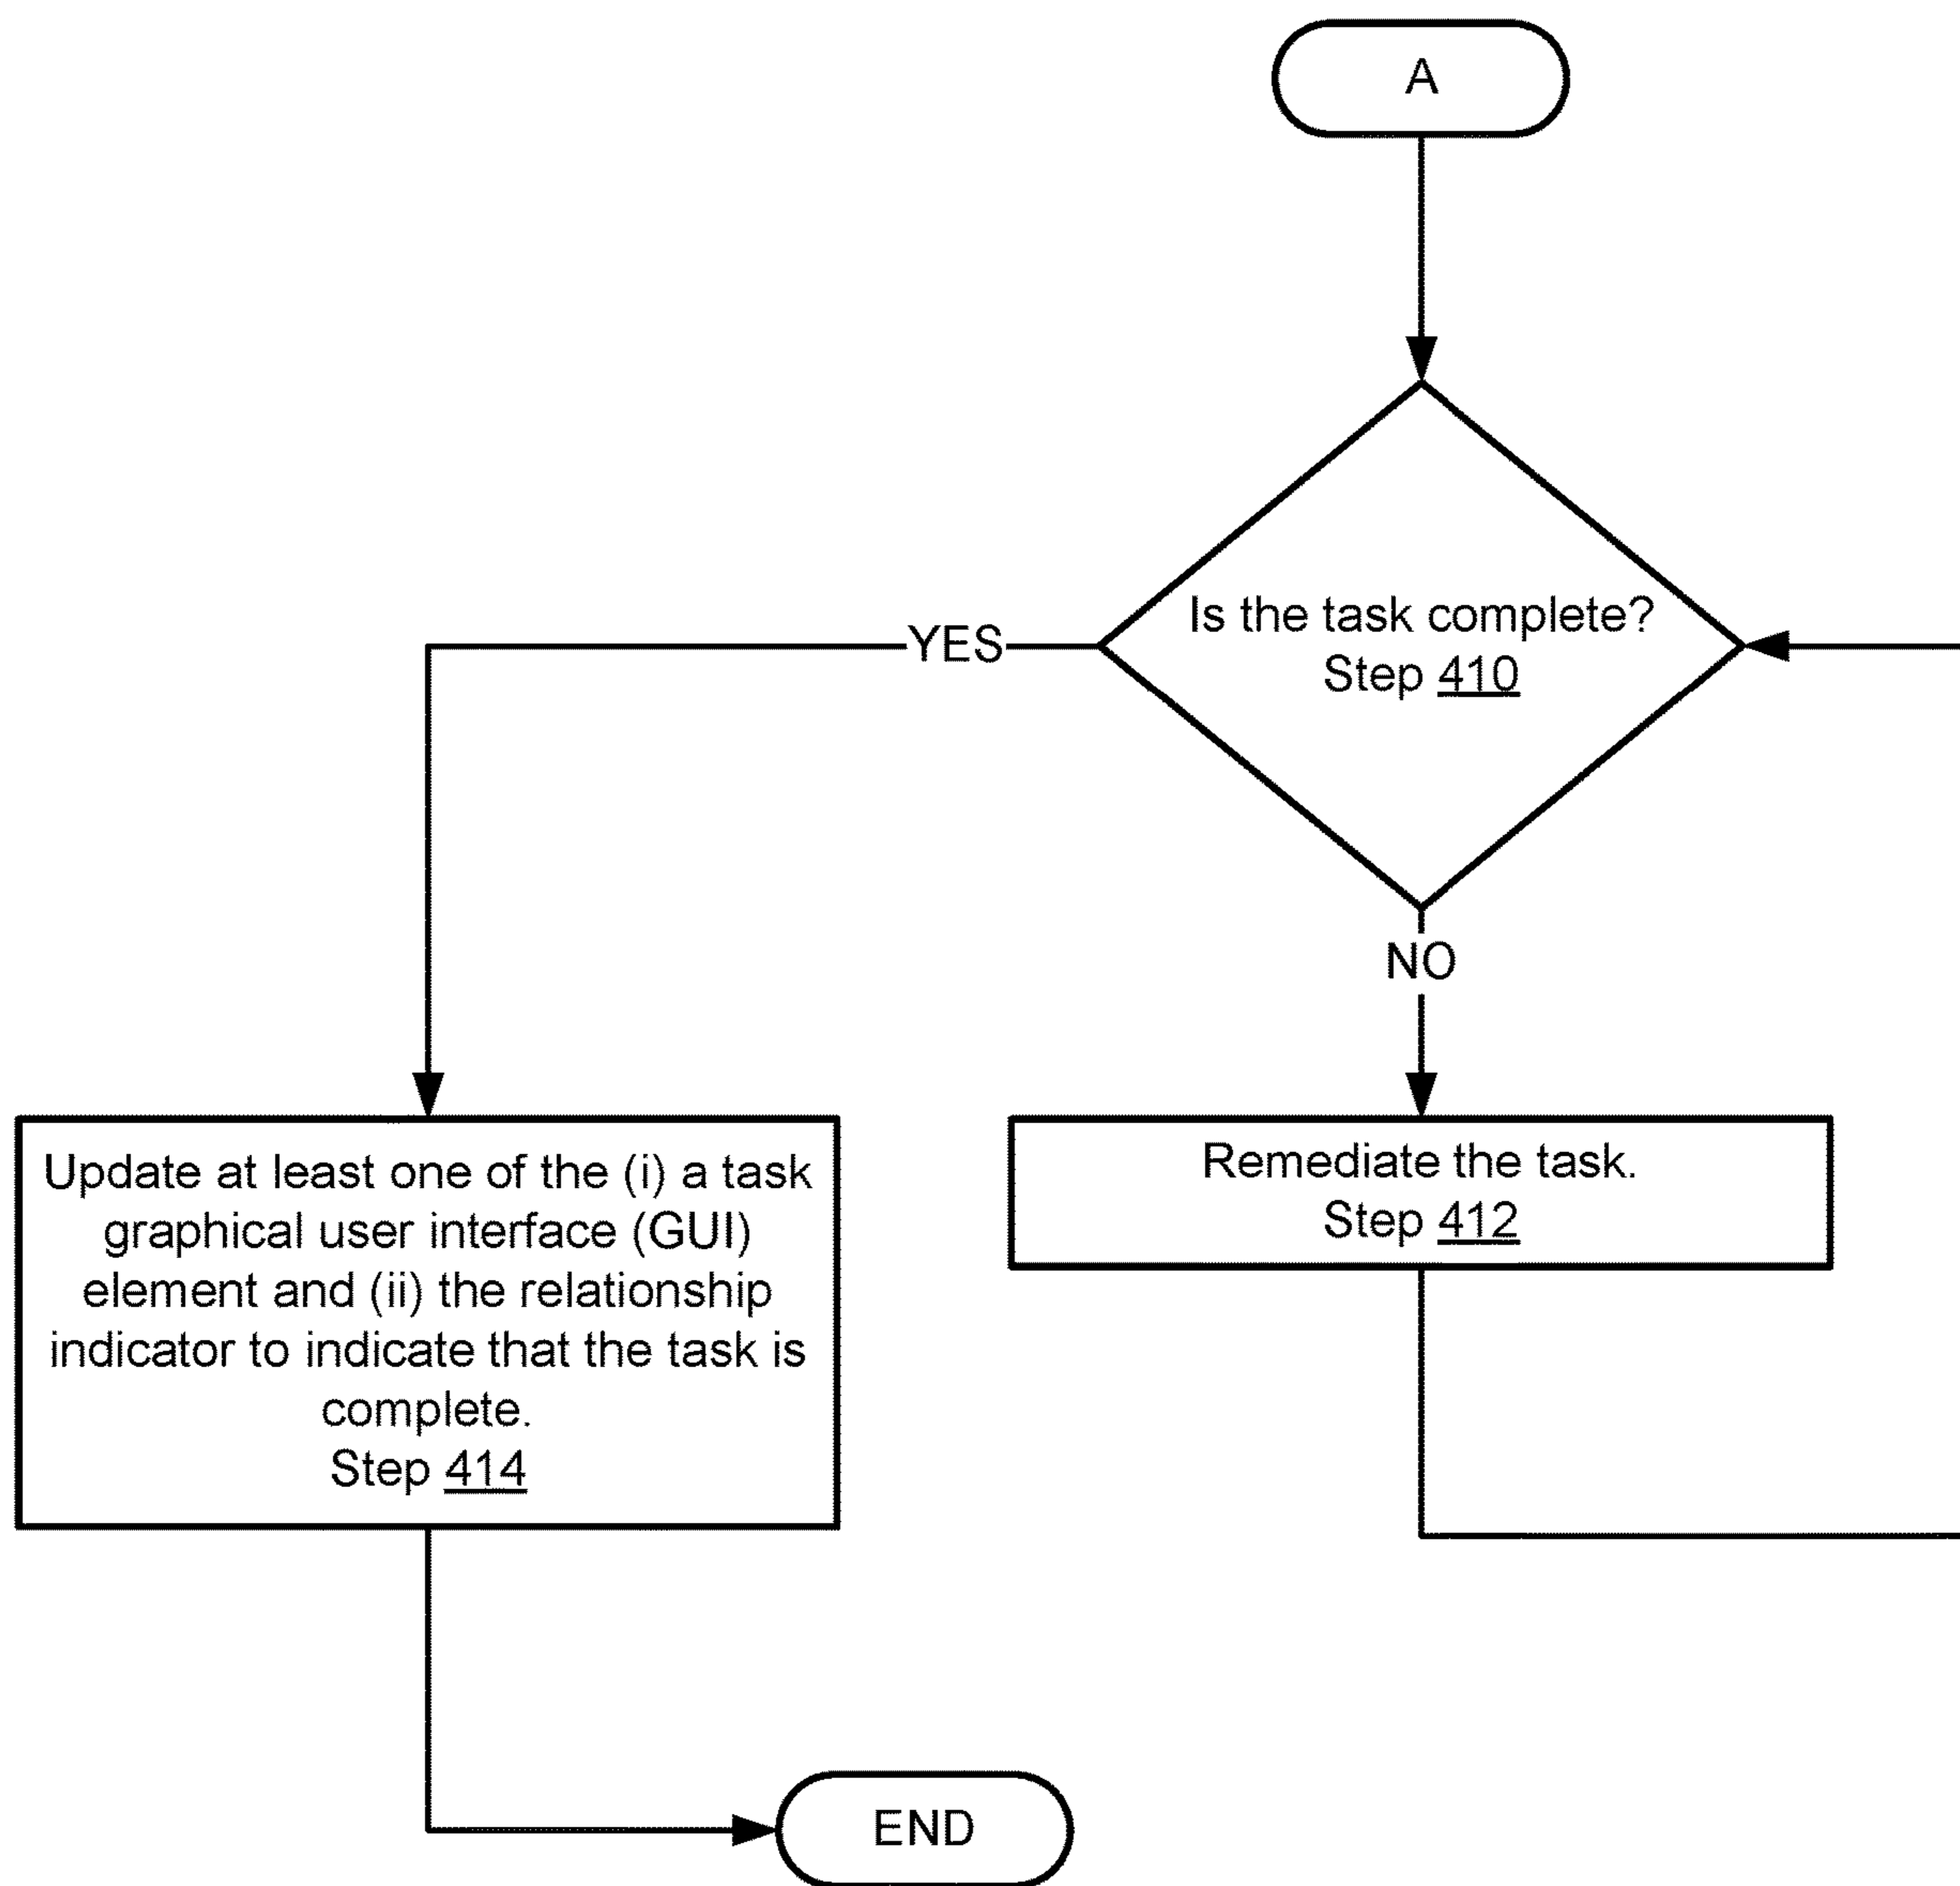 A
Is the task complete?
Step 410
YES
NO
Update at least one of the (i) a task
graphical user interface (GUI)
element and (ii) the relationship
indicator to indicate that the task is
complete.
Step 414
Remediate the task.
Step 412
END